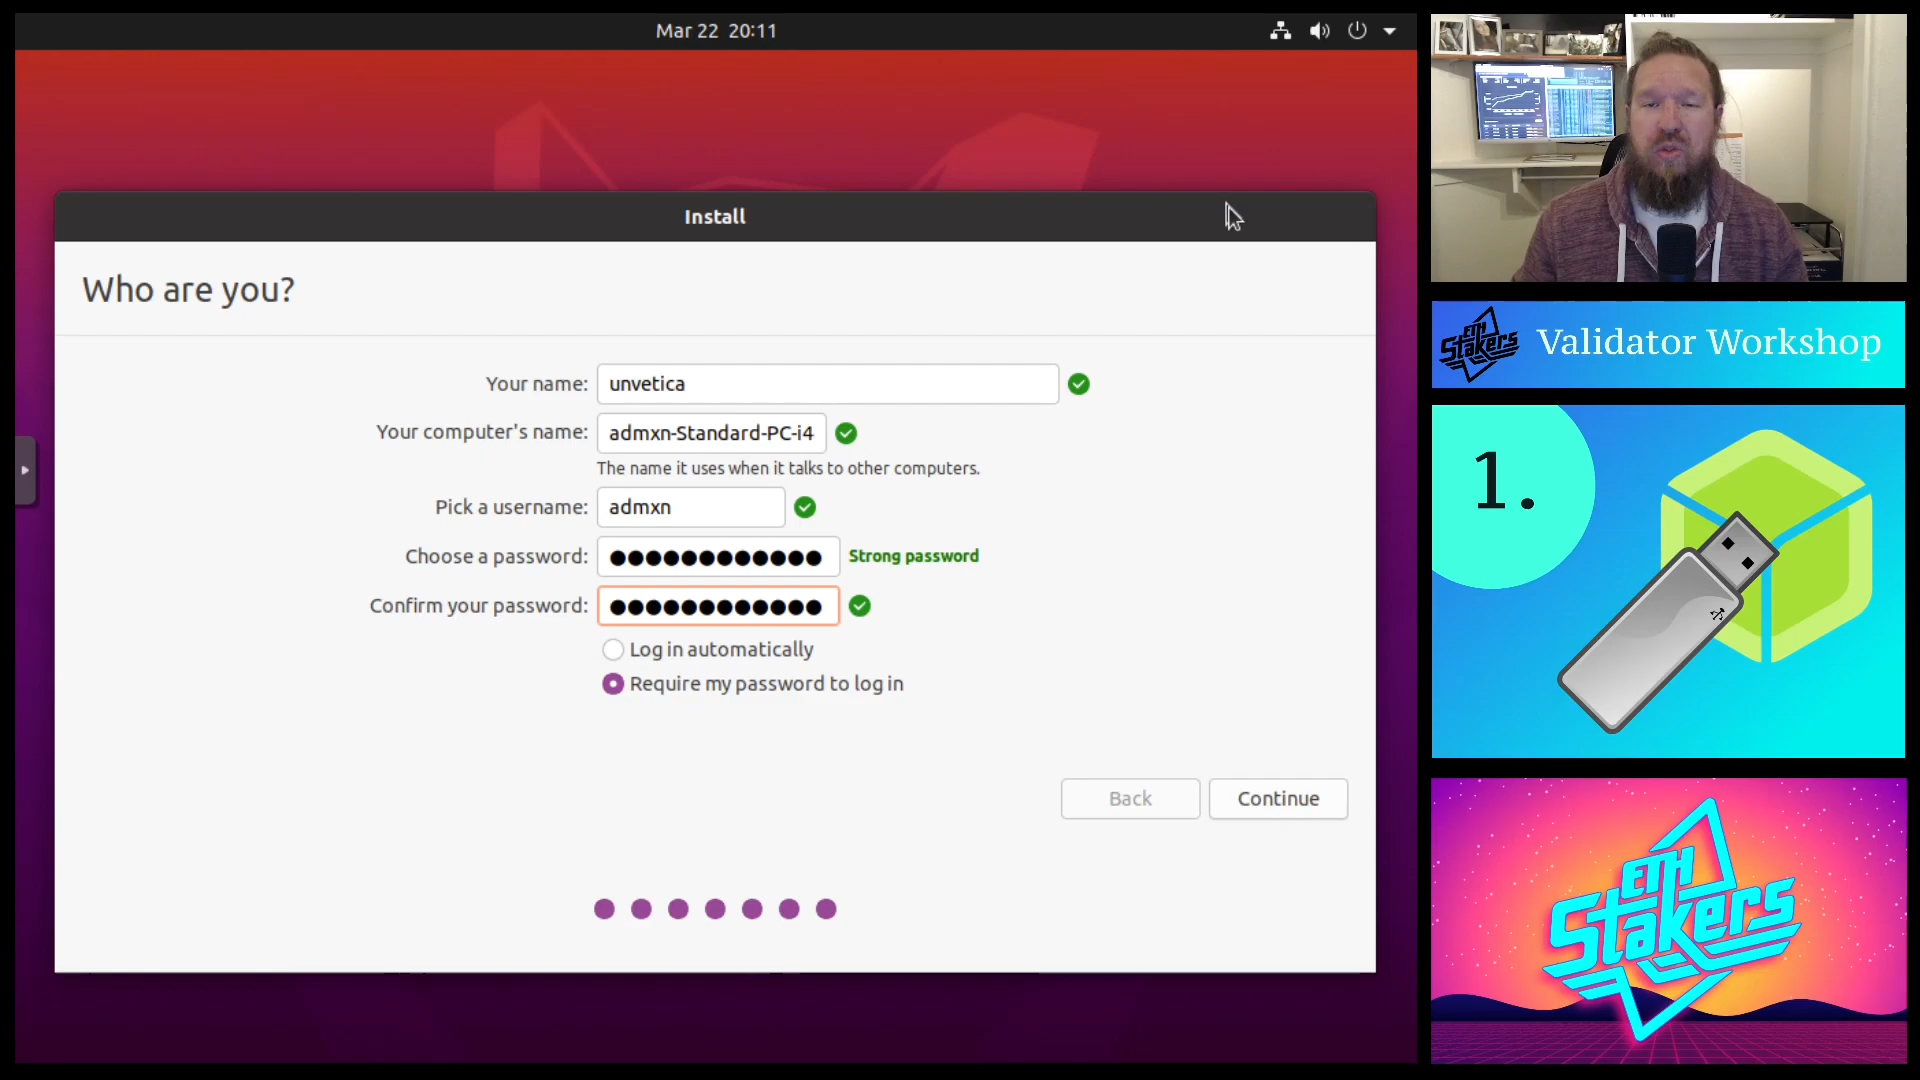 Mar 22 20:11
Install
Who are you?
Your name: unvetica
Your computer's name: admxn-Standard-PC-i4
The name it uses when it talks to other computers.
Pick a username: admxn
Choose a password: ●●●●●●●●●●●● Strong password
Confirm your password: ●●●●●●●●●●●●
Log in automatically
Require my password to log in
Back Continue
ETH
Stakers
Validator Workshop
1.
ETH
Stakers